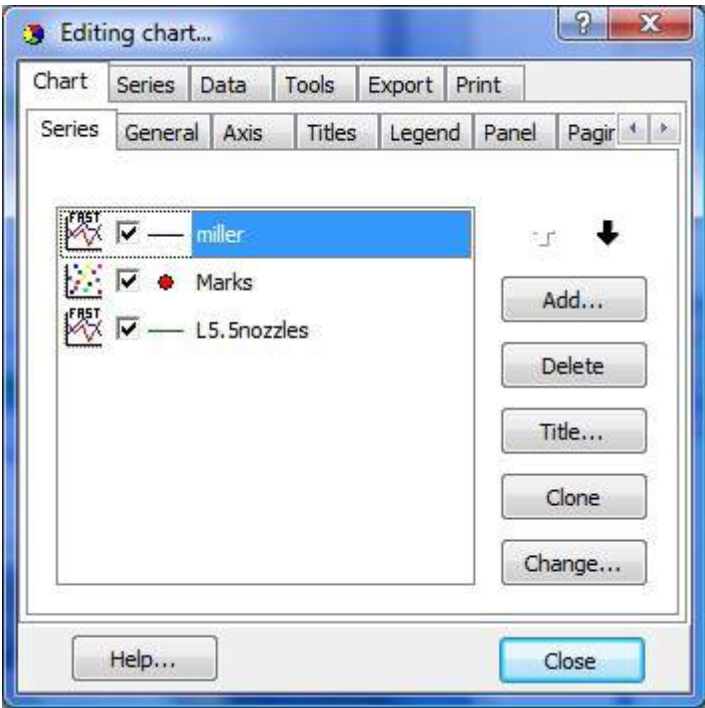 Editing chart...
?
X
Chart Series Data Tools Export Print
Series General Axis Titles Legend Panel Pagir
FAST miller
Marks
FAST L5.5nozzles
Add...
Delete
Title...
Clone
Change...
Help... Close